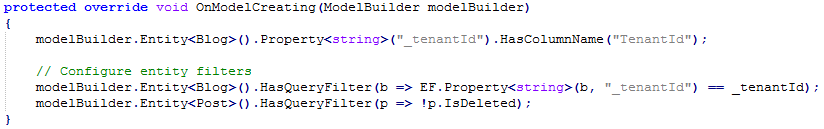 protected override void OnModelCreating(ModelBuilder modelBuilder)
{
    modelBuilder.Entity<Blog>().Property<string>("_tenantId").HasColumnName("TenantId");

    // Configure entity filters
    modelBuilder.Entity<Blog>().HasQueryFilter(b => EF.Property<string>(b, "_tenantId") == _tenantId);
    modelBuilder.Entity<Post>().HasQueryFilter(p => !p.IsDeleted);
}